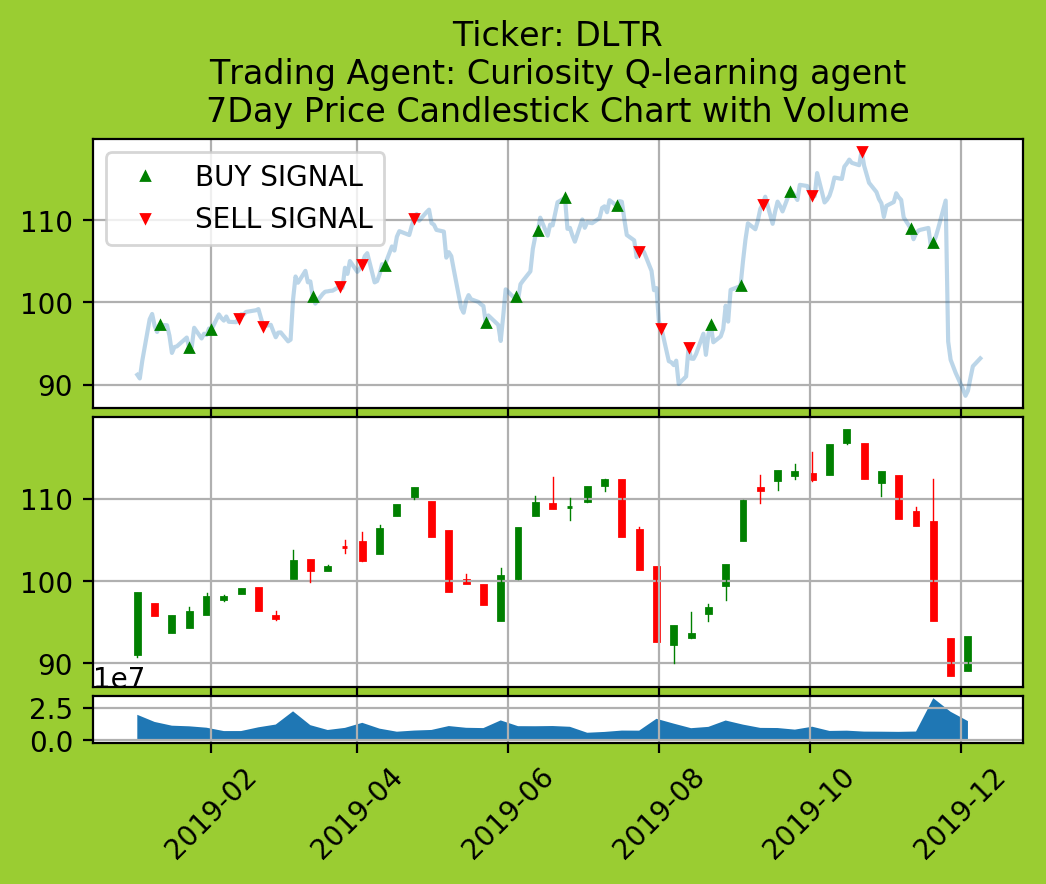 Ticker: DLTR
Trading Agent: Curiosity Q-learning agent
7Day Price Candlestick Chart with Volume
BUY SIGNAL
SELL SIGNAL
110
100
90
110
100
90
1e7
2.5
0.0
2019-02
2019-04
2019-06
2019-08
2019-10
2019-12